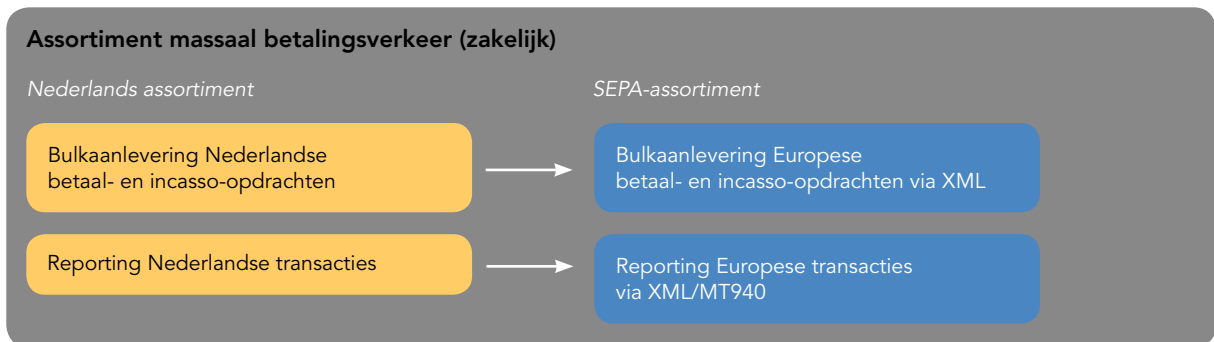 Assortiment massaal betalingsverkeer (zakelijk)
Nederlands assortiment
SEPA-assortiment
Bulkaanlevering Nederlandse
betaal- en incasso-opdrachten
Bulkaanlevering Europese
betaal- en incasso-opdrachten via XML
Reporting Nederlandse transacties
Reporting Europese transacties
via XML/MT940